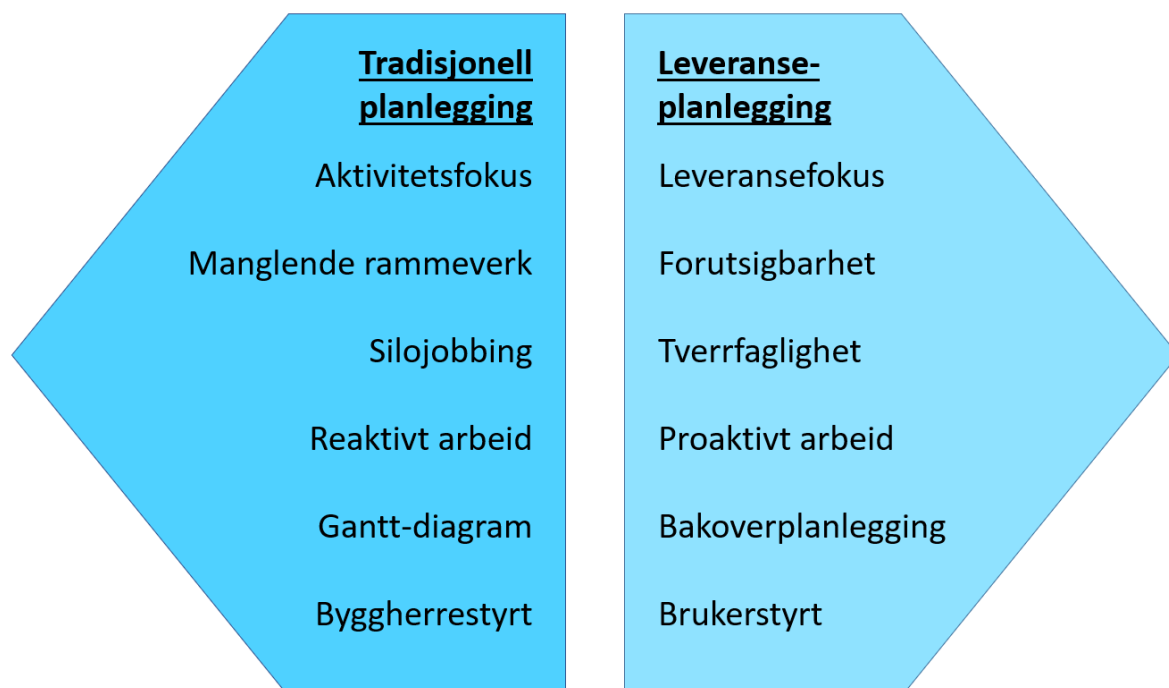 Tradisjonell
planlegging
Aktivitetsfokus
Manglende rammeverk
Silojobbing
Reaktivt arbeid
Gantt-diagram
Byggherrestyrt
Leveranse-
planlegging
Leveransefokus
Forutsigbarhet
Tverrfaglighet
Proaktivt arbeid
Bakoverplanlegging
Brukerstyrt